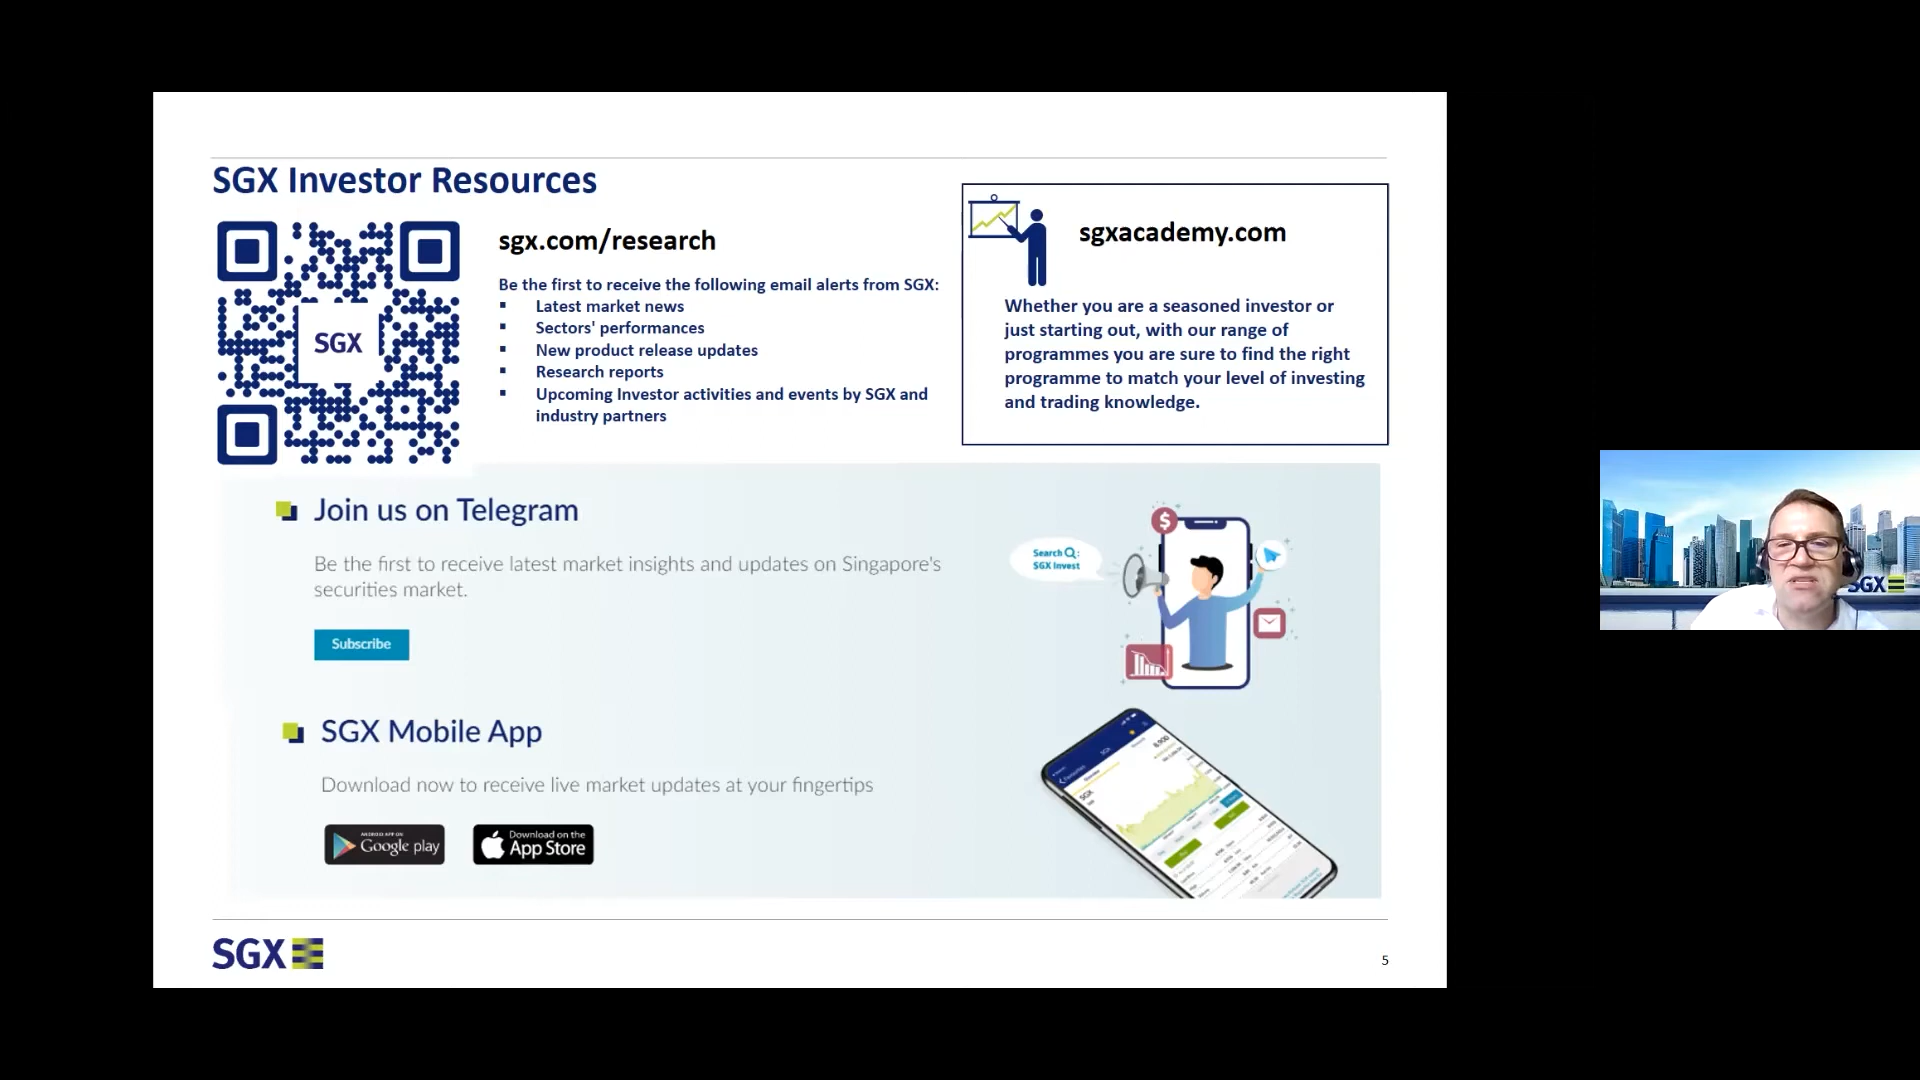 SGX Investor Resources
SGX
sgx.com/research
Be the first to receive the following email alerts from SGX:
▪ Latest market news
▪ Sectors' performances
▪ New product release updates
▪ Research reports
▪ Upcoming Investor activities and events by SGX and
industry partners
sgxacademy.com
Whether you are a seasoned investor or
just starting out, with our range of
programmes you are sure to find the right
programme to match your level of investing
and trading knowledge.
Join us on Telegram
Be the first to receive latest market insights and updates on Singapore's
securities market.
Subscribe
Search :
SGX Invest
$
SGX Mobile App
Download now to receive live market updates at your fingertips
ANDROID APP ON
Google play
Download on the
App Store
SGX
SGX
5
SGX